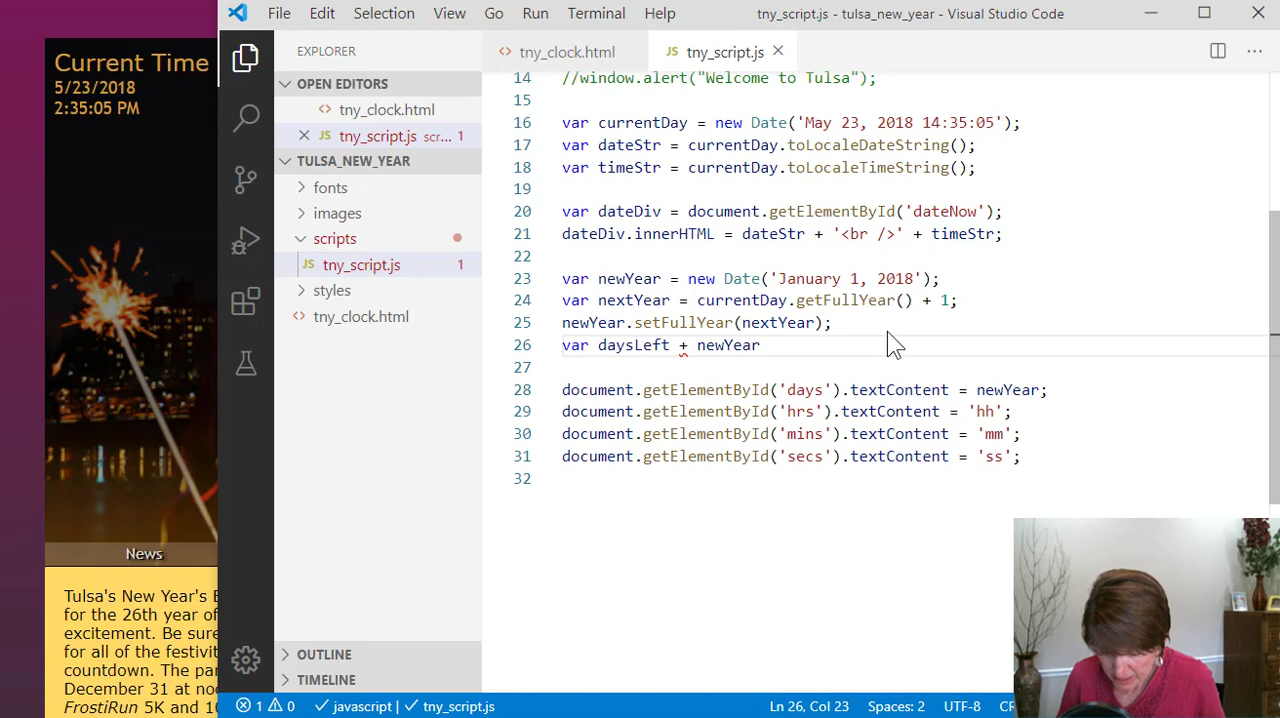 File Edit Selection View Go Run Terminal Help tny_script.js - tulsa_new_year - Visual Studio Code
Current Time
5/23/2018
2:35:05 PM
News
Tulsa's New Year's
for the 26th year of
excitement. Be sure
for all of the
countdown. The
December 31 at
FrostiRun 5K and
EXPLORER
OPEN EDITORS
tny_clock.html
tny_script.js scr... 1
TULSA_NEW_YEAR
fonts
images
scripts
JS tny_script.js 1
styles
tny_clock.html
OUTLINE
TIMELINE
tny_clock.html JS tny_script.js
14 //window.alert("Welcome to Tulsa");
15
16 var currentDay = new Date('May 23, 2018 14:35:05');
17 var dateStr = currentDay.toLocaleDateString();
18 var timeStr = currentDay.toLocaleTimeString();
19
20 var dateDiv = document.getElementById('dateNow');
21 dateDiv.innerHTML = dateStr + '<br />' + timeStr;
22
23 var newYear = new Date('January 1, 2018');
24 var nextYear = currentDay.getFullYear() + 1;
25 newYear.setFullYear(nextYear);
26 var daysLeft + newYear
27
28 document.getElementById('days').textContent = newYear;
29 document.getElementById('hrs').textContent = 'hh';
30 document.getElementById('mins').textContent = 'mm';
31 document.getElementById('secs').textContent = 'ss';
32
1 0 javascript | tny_script.js Ln 26, Col 23 Spaces: 2 UTF-8